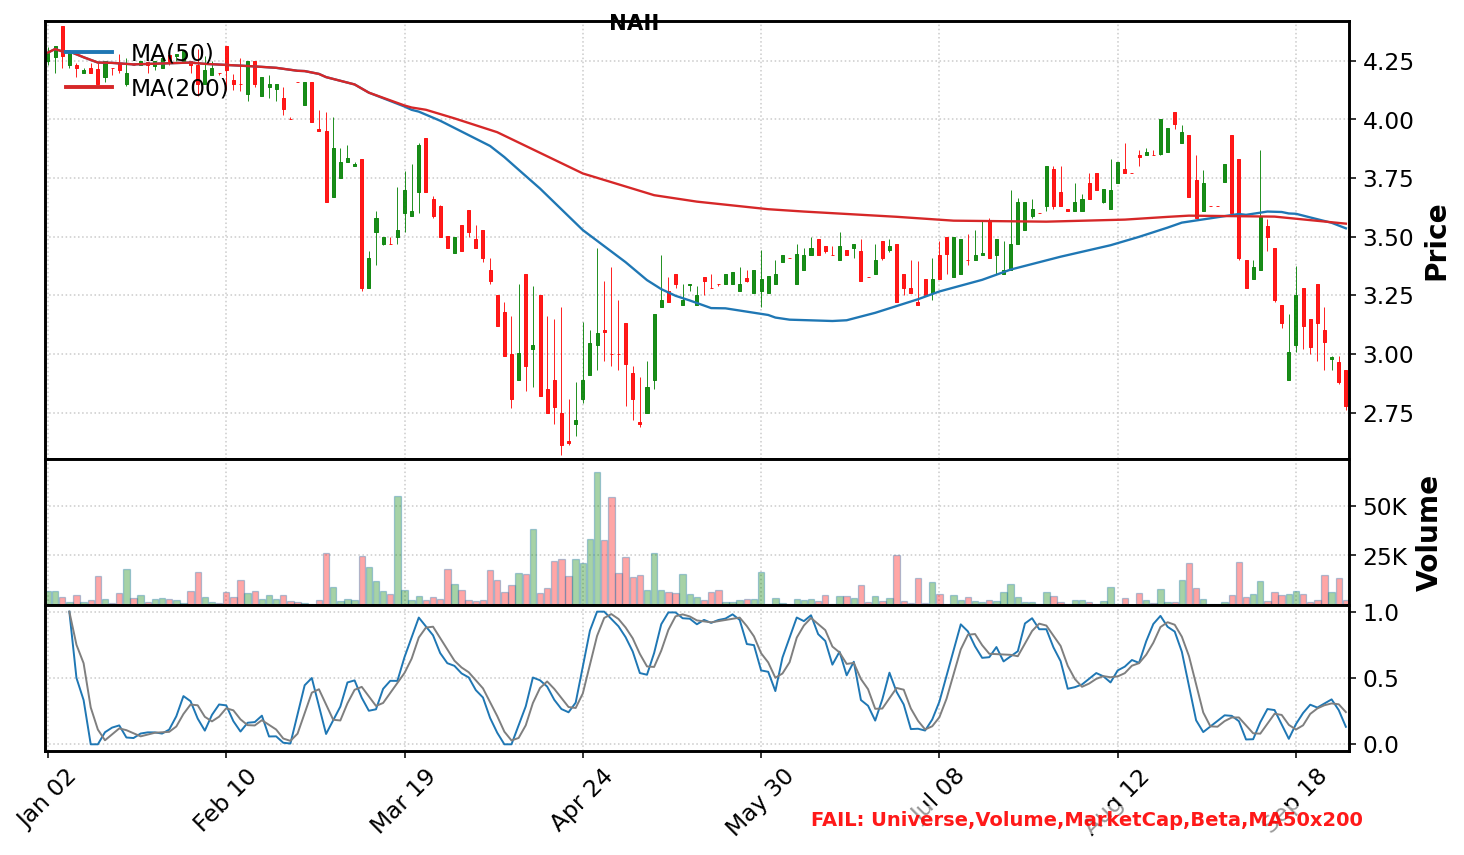 NAII
MA(50)
MA(200)
4.25
4.00
3.75
3.50
3.25
3.00
2.75
Price
50K
25K
Volume
1.0
0.5
0.0
Jan 02
Feb 10
Mar 19
Apr 24
May 30
Jul 08
Aug 12
Sep 18
FAIL: Universe,Volume,MarketCap,Beta,MA50x200